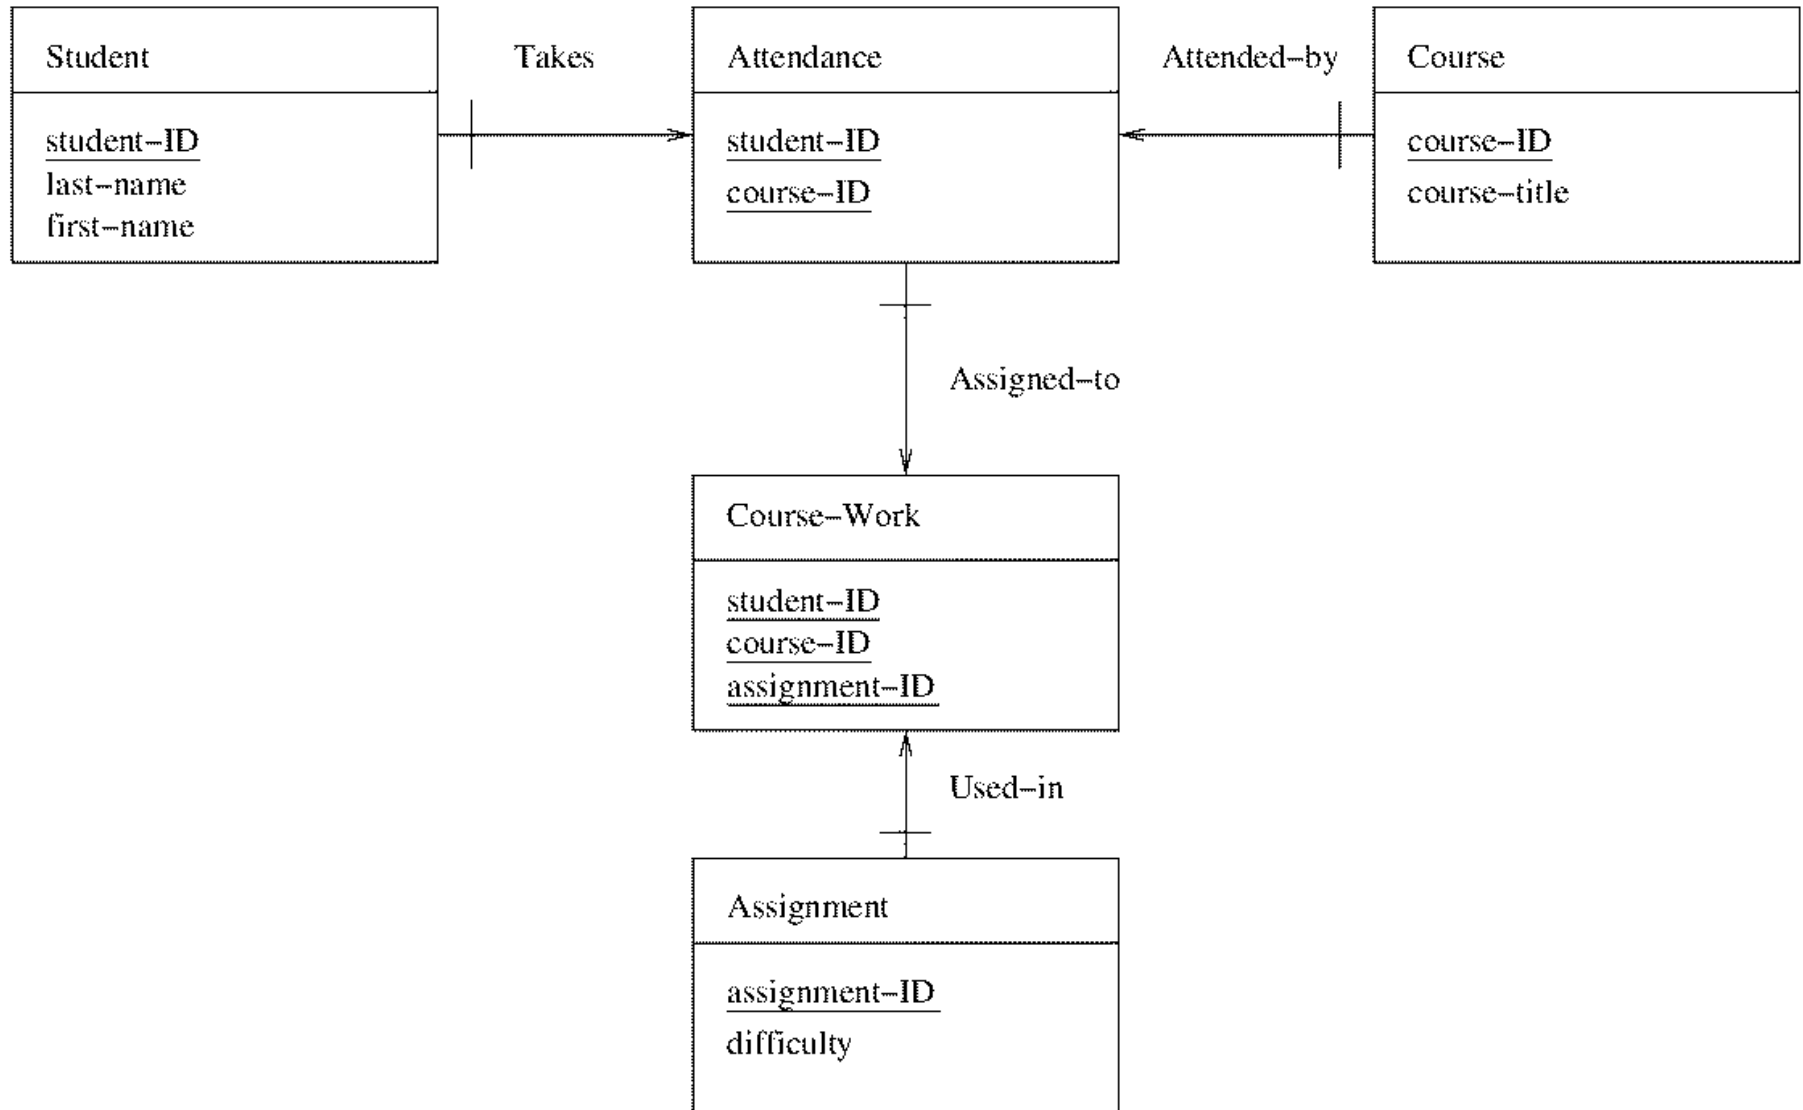 Student
student–ID
last–name
first–name
Takes
Attendance
student–ID
course–ID
Attended–by
Course
course–ID
course–title
Assigned–to
Course–Work
student–ID
course–ID
assignment–ID
Used–in
Assignment
assignment–ID
difficulty